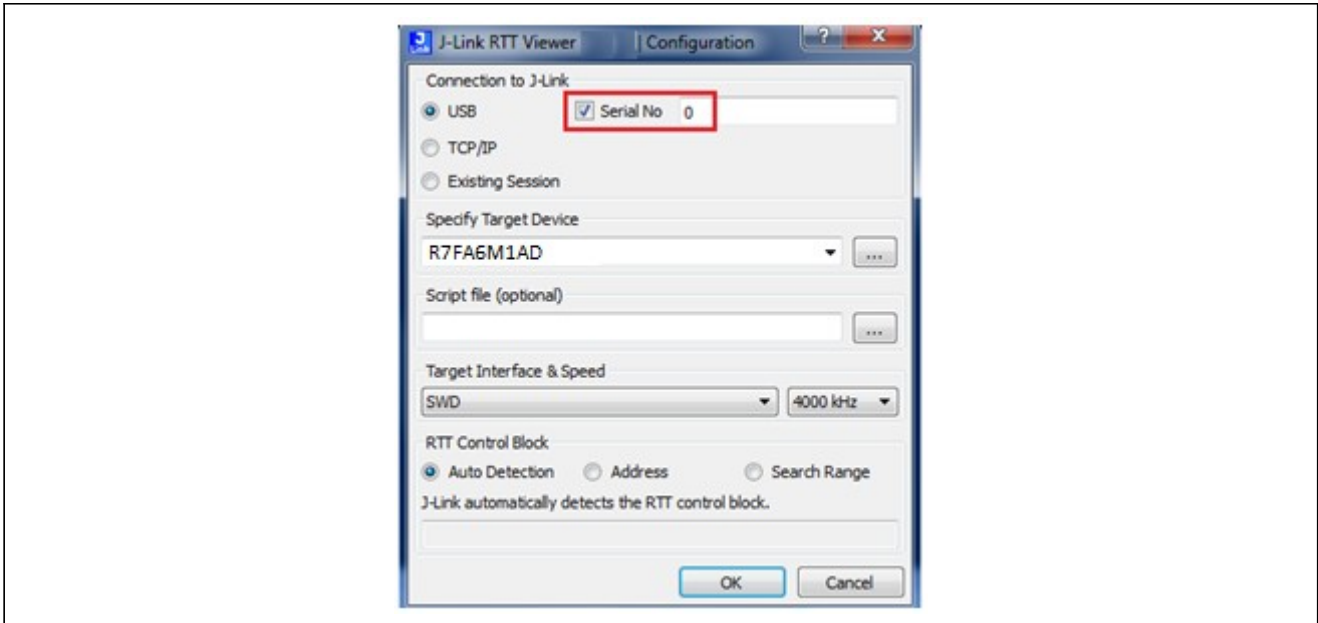 J-Link RTT Viewer | Configuration
Connection to J-Link
USB Serial No 0
TCP/IP
Existing Session
Specify Target Device
R7FA6M1AD ...
Script file (optional)
...
Target Interface & Speed
SWD 4000 kHz
RTT Control Block
Auto Detection Address Search Range
J-Link automatically detects the RTT control block.
OK Cancel